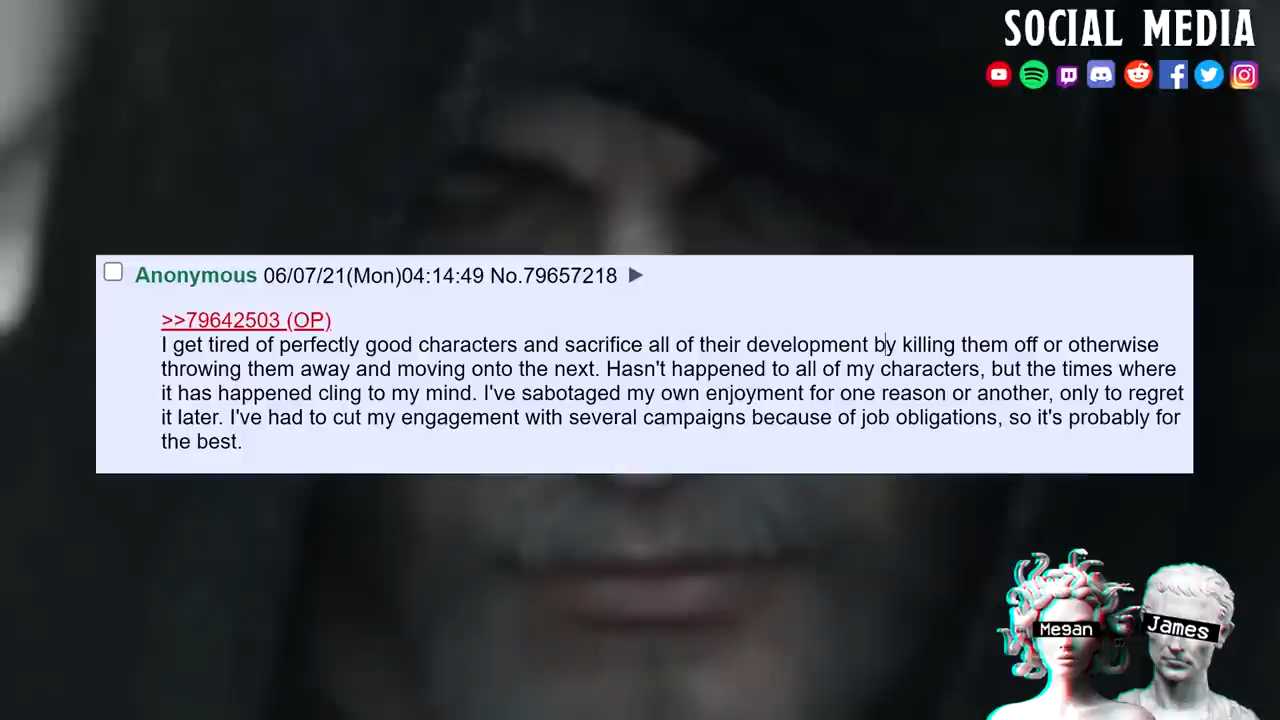 SOCIAL MEDIA
Anonymous 06/07/21(Mon)04:14:49 No.79657218 ▶
>>79642503 (OP)
I get tired of perfectly good characters and sacrifice all of their development by killing them off or otherwise
throwing them away and moving onto the next. Hasn't happened to all of my characters, but the times where
it has happened cling to my mind. I've sabotaged my own enjoyment for one reason or another, only to regret
it later. I've had to cut my engagement with several campaigns because of job obligations, so it's probably for
the best.
Megan
James